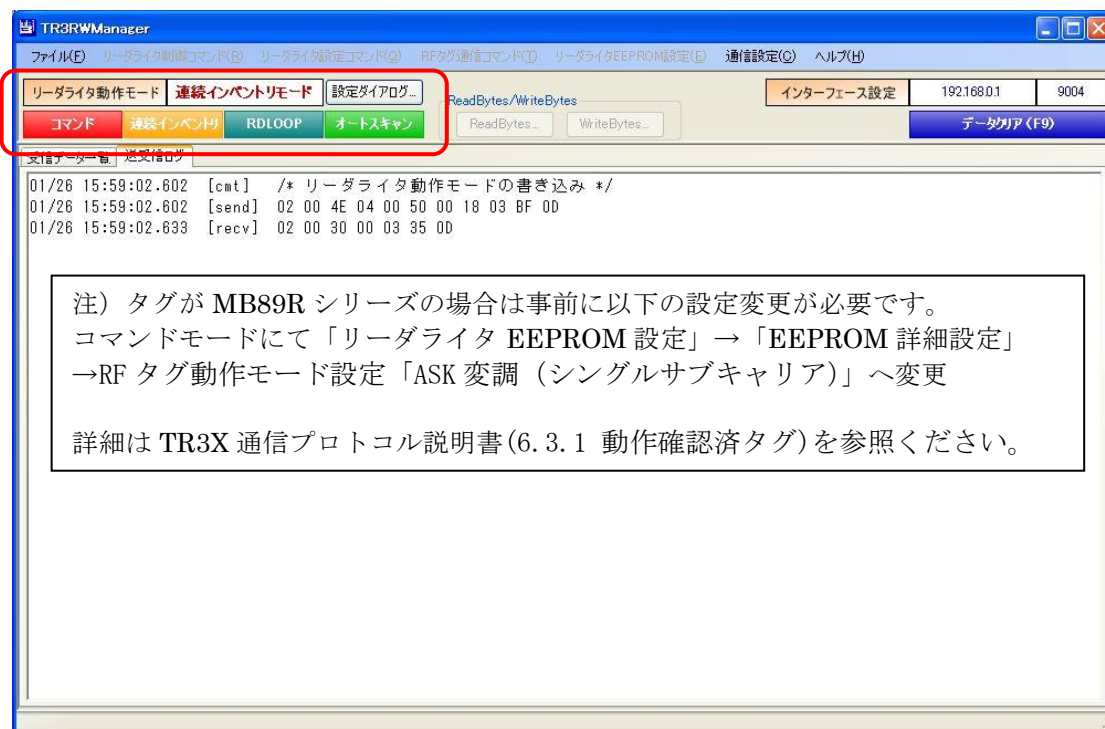 TR3RWManager
ファイル(F) リーダライタ制御コマンド(R) リーダライタ設定コマンド(Q) RFタグ通信コマンド(T) リーダライタEEPROM設定(E) 通信設定(C) ヘルプ(H)
リーダライタ動作モード 連続インベントリモード 設定ダイアログ... ReadBytes/WriteBytes インターフェース設定 192.168.0.1 9004
コマンド 連続インベントリ RDLOOP オートスキャン ReadBytes... WriteBytes... データクリア(F9)
受信データ一覧 送受信ログ
01/26 15:59:02.602 [cmt] /* リーダライタ動作モードの書き込み */
01/26 15:59:02.602 [send] 02 00 4E 04 00 50 00 18 03 BF 0D
01/26 15:59:02.633 [recv] 02 00 30 00 03 35 0D
注）タグが MB89R シリーズの場合は事前に以下の設定変更が必要です。
コマンドモードにて「リーダライタ EEPROM 設定」→「EEPROM 詳細設定」
→RF タグ動作モード設定「ASK 変調（シングルサブキャリア）」へ変更
詳細は TR3X 通信プロトコル説明書(6.3.1 動作確認済タグ)を参照ください。